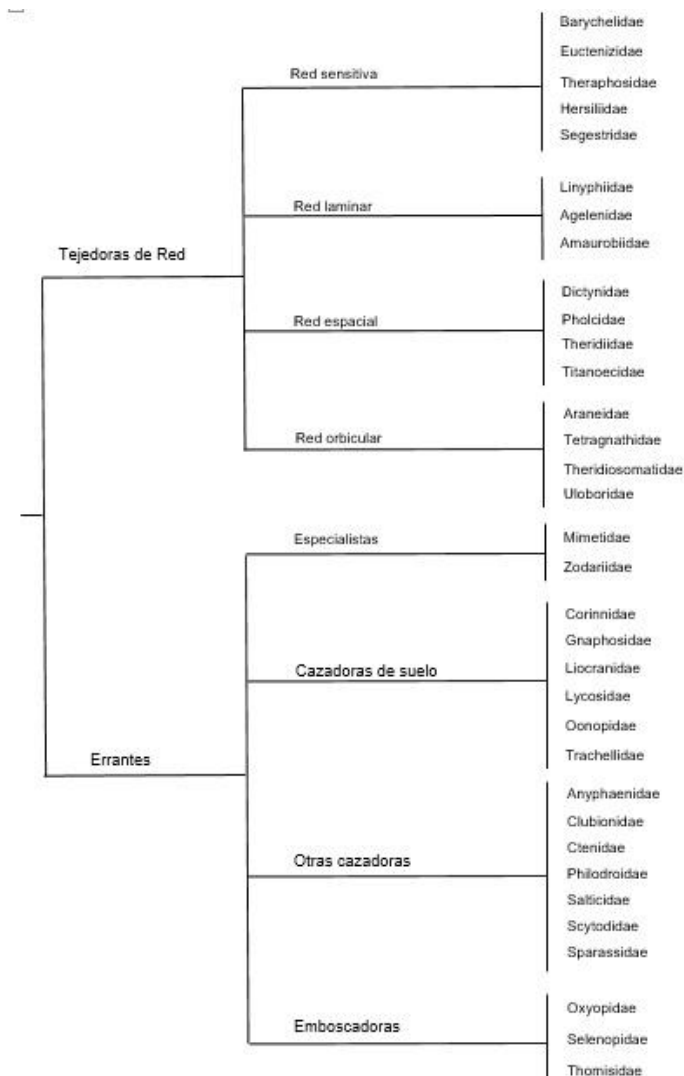 Barychelidae
Euctenizidae
Red sensitiva
Theraphosidae
Hersiliidae
Segestridae
Linyphiidae
Red laminar
Agelenidae
Amaurobiidae
Tejedoras de Red
Dictynidae
Red espacial
Pholcidae
Theridiidae
Titanoecidae
Araneidae
Red orbicular
Tetragnathidae
Theridiosomatidae
Uloboridae
Especialistas
Mimetidae
Zodariidae
Corinnidae
Gnaphosidae
Cazadoras de suelo
Liocranidae
Lycosidae
Oonopidae
Trachellidae
Errantes
Anyphaenidae
Clubionidae
Ctenidae
Otras cazadoras
Philodroidae
Salticidae
Scytodidae
Sparassidae
Oxyopidae
Emboscadoras
Selenopidae
Thomisidae